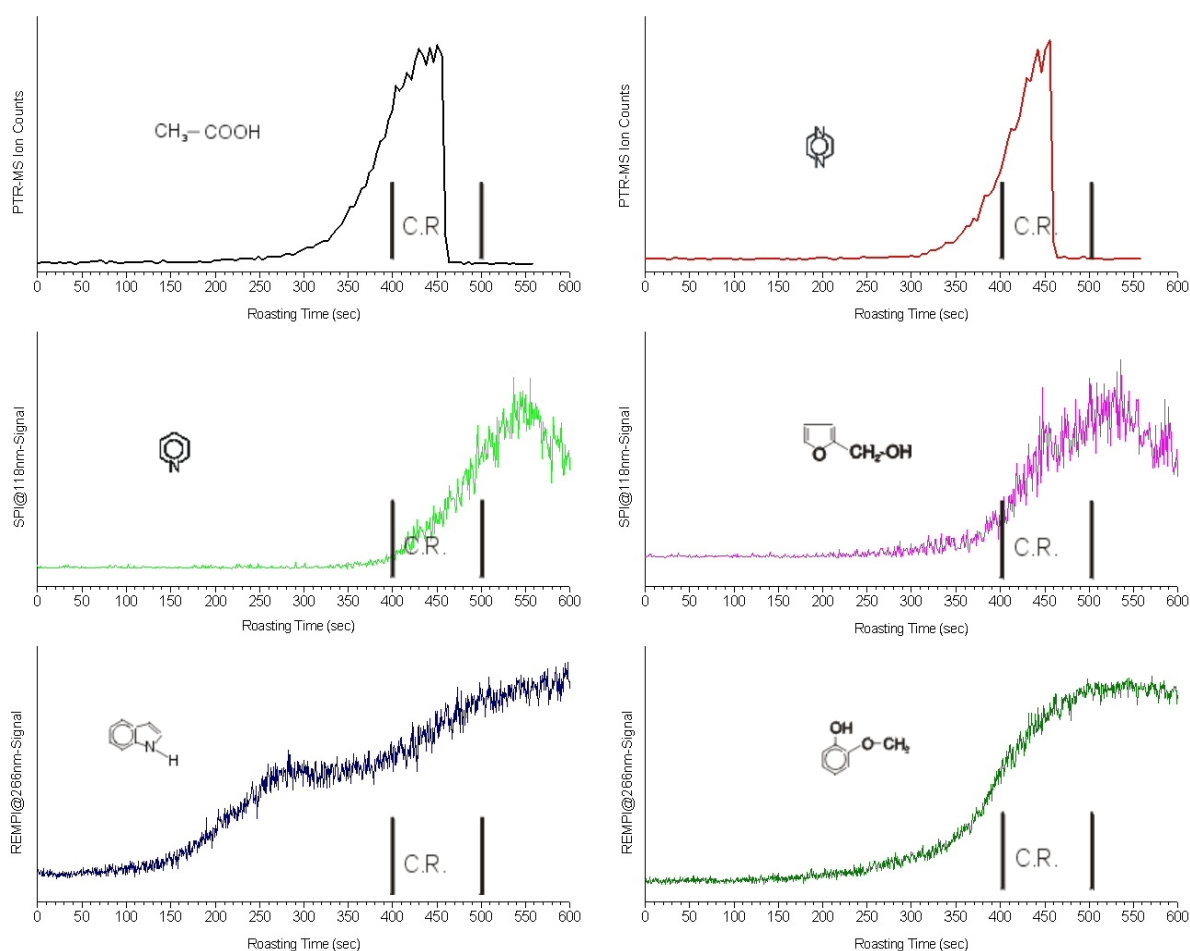 PTR-MS Ion Counts
CH₃–COOH
C.R.
0 50 100 150 200 250 300 350 400 450 500 550 600
Roasting Time (sec)
PTR-MS Ion Counts
N
N
C.R.
0 50 100 150 200 250 300 350 400 450 500 550 600
Roasting Time (sec)
SPI@118nm-Signal
N
C.R.
0 50 100 150 200 250 300 350 400 450 500 550 600
Roasting Time (sec)
SPI@118nm-Signal
O CH₂-OH
C.R.
0 50 100 150 200 250 300 350 400 450 500 550 600
Roasting Time (sec)
REMPI@266nm-Signal
N
H
C.R.
0 50 100 150 200 250 300 350 400 450 500 550 600
Roasting Time (sec)
REMPI@266nm-Signal
OH
O–CH₃
C.R.
0 50 100 150 200 250 300 350 400 450 500 550 600
Roasting Time (sec)